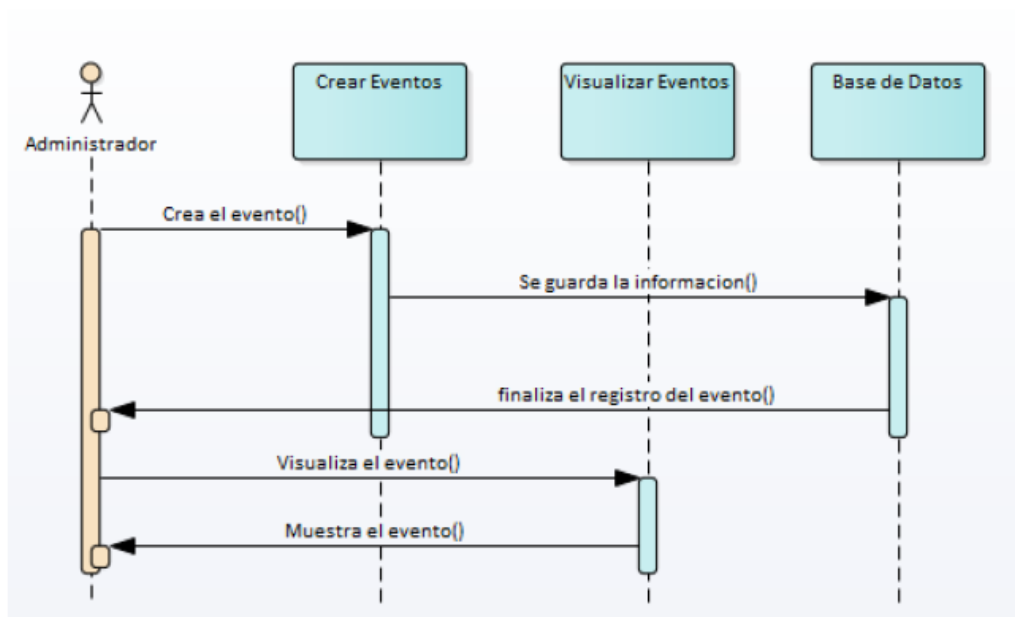 Administrador
Crear Eventos
Visualizar Eventos
Base de Datos
Crea el evento()
Se guarda la informacion()
finaliza el registro del evento()
Visualiza el evento()
Muestra el evento()